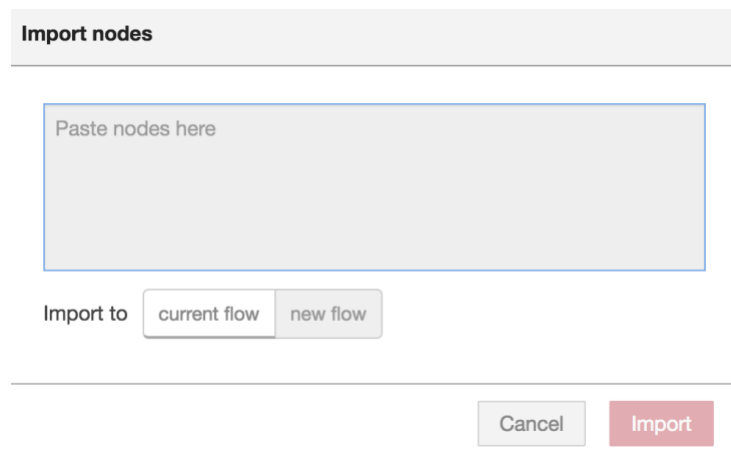 Import nodes
Paste nodes here
Import to current flow new flow
Cancel Import